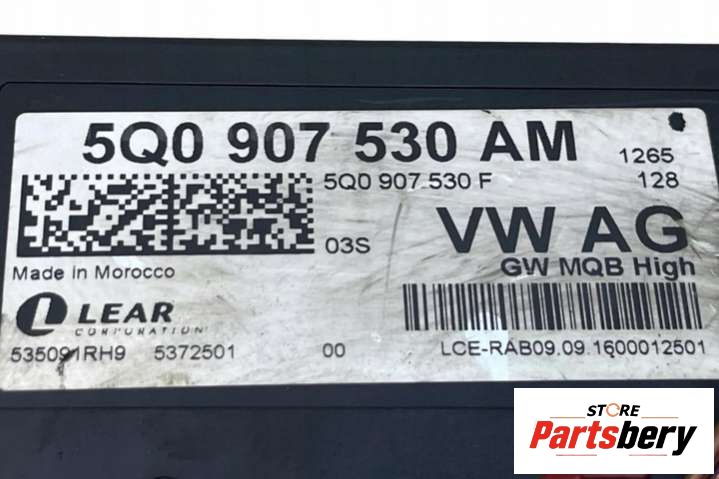 5Q0 907 530 AM 1265
5Q0 907 530 F 128
03S VW AG
Made in Morocco GW MQB High
LEAR
CORPORATION
535091RH9 5372501 00 LCE-RAB09.09.1600012501
STORE
Partsbery